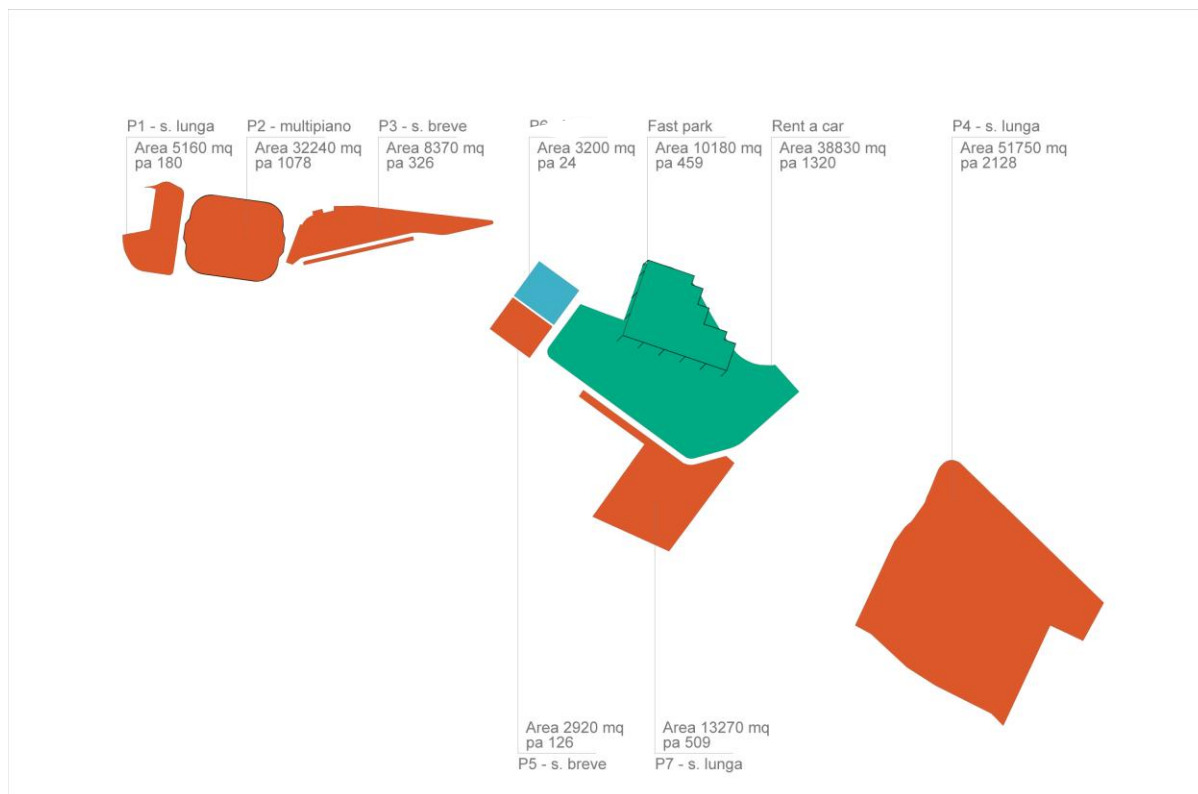 P1 - s. lunga
Area 5160 mq
pa 180
P2 - multipiano
Area 32240 mq
pa 1078
P3 - s. breve
Area 8370 mq
pa 326
Area 3200 mq
pa 24
Fast park
Area 10180 mq
pa 459
Rent a car
Area 38830 mq
pa 1320
P4 - s. lunga
Area 51750 mq
pa 2128
Area 2920 mq
pa 126
P5 - s. breve
Area 13270 mq
pa 509
P7 - s. lunga